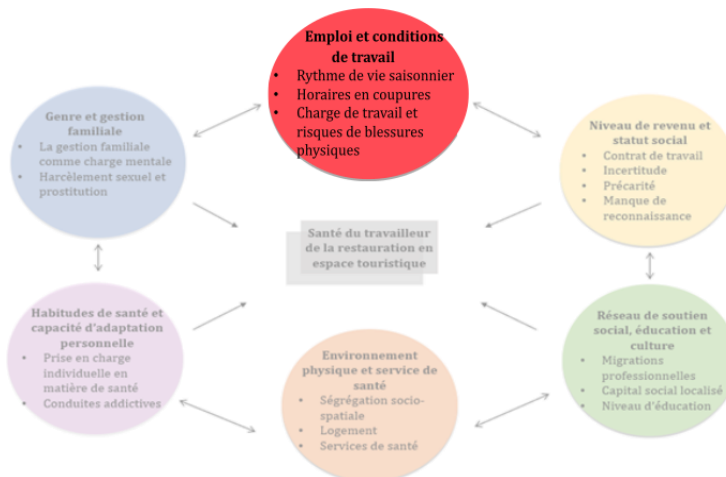 Emploi et conditions
de travail
• Rythme de vie saisonnier
• Horaires en coupures
• Charge de travail et
risques de blessures
physiques
Genre et gestion
familiale
• La gestion familiale
comme charge mentale
• Harcèlement sexuel et
prostitution
Niveau de revenu et
statut social
• Contrat de travail
• Incertitude
• Précarité
• Manque de
reconnaissance
Santé du travailleur
de la restauration en
espace touristique
Habitudes de santé et
capacité d'adaptation
personnelle
• Prise en charge
individuelle en
matière de santé
• Conduites addictives
Environnement
physique et service de
santé
• Ségrégation socio-
spatiale
• Logement
• Services de santé
Réseau de soutien
social, éducation et
culture
• Migrations
professionnelles
• Capital social localisé
• Niveau d'éducation